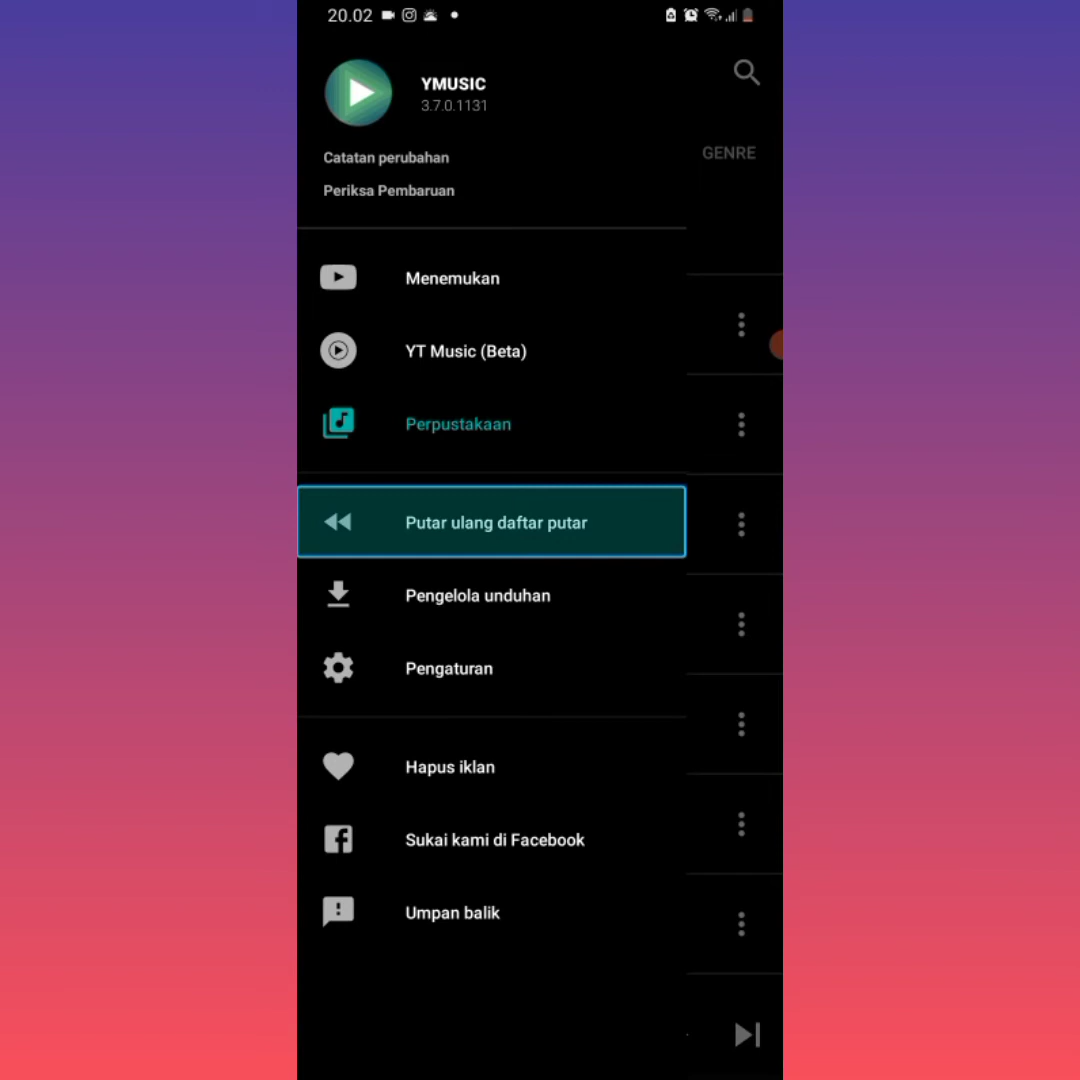 20.02
YMUSIC
3.7.0.1131
Catatan perubahan
GENRE
Periksa Pembaruan
Menemukan
YT Music (Beta)
Perpustakaan
Putar ulang daftar putar
Pengelola unduhan
Pengaturan
Hapus iklan
Sukai kami di Facebook
Umpan balik